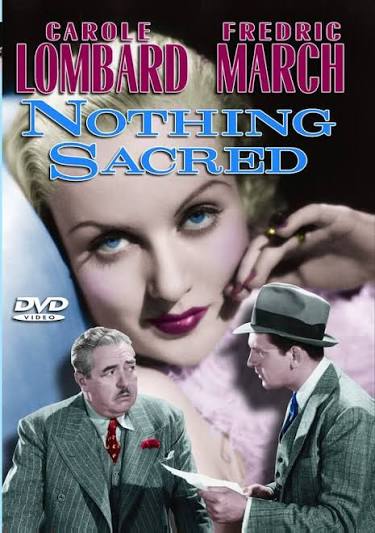 CAROLE FREDRIC
LOMBARD MARCH
NOTHING
SACRED
DVD
VIDEO